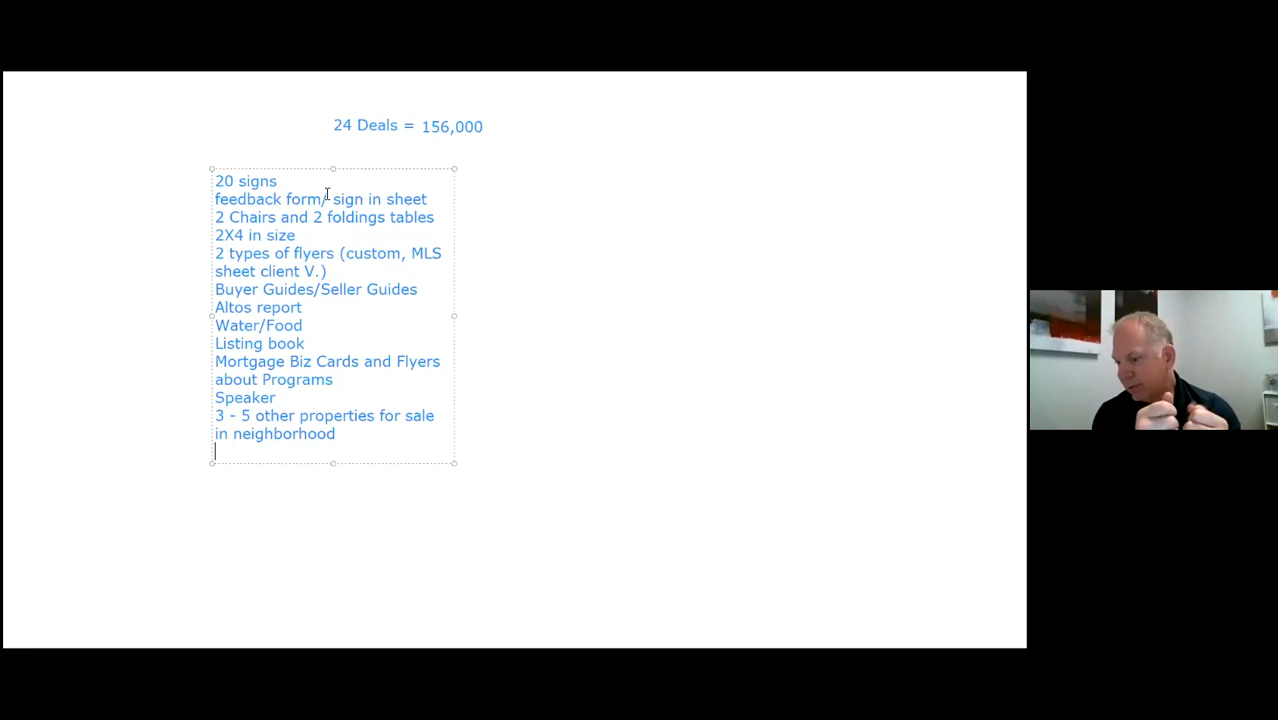 24 Deals = 156,000
20 signs
feedback form/ sign in sheet
2 Chairs and 2 foldings tables
2X4 in size
2 types of flyers (custom, MLS
sheet client V.)
Buyer Guides/Seller Guides
Altos report
Water/Food
Listing book
Mortgage Biz Cards and Flyers
about Programs
Speaker
3 - 5 other properties for sale
in neighborhood